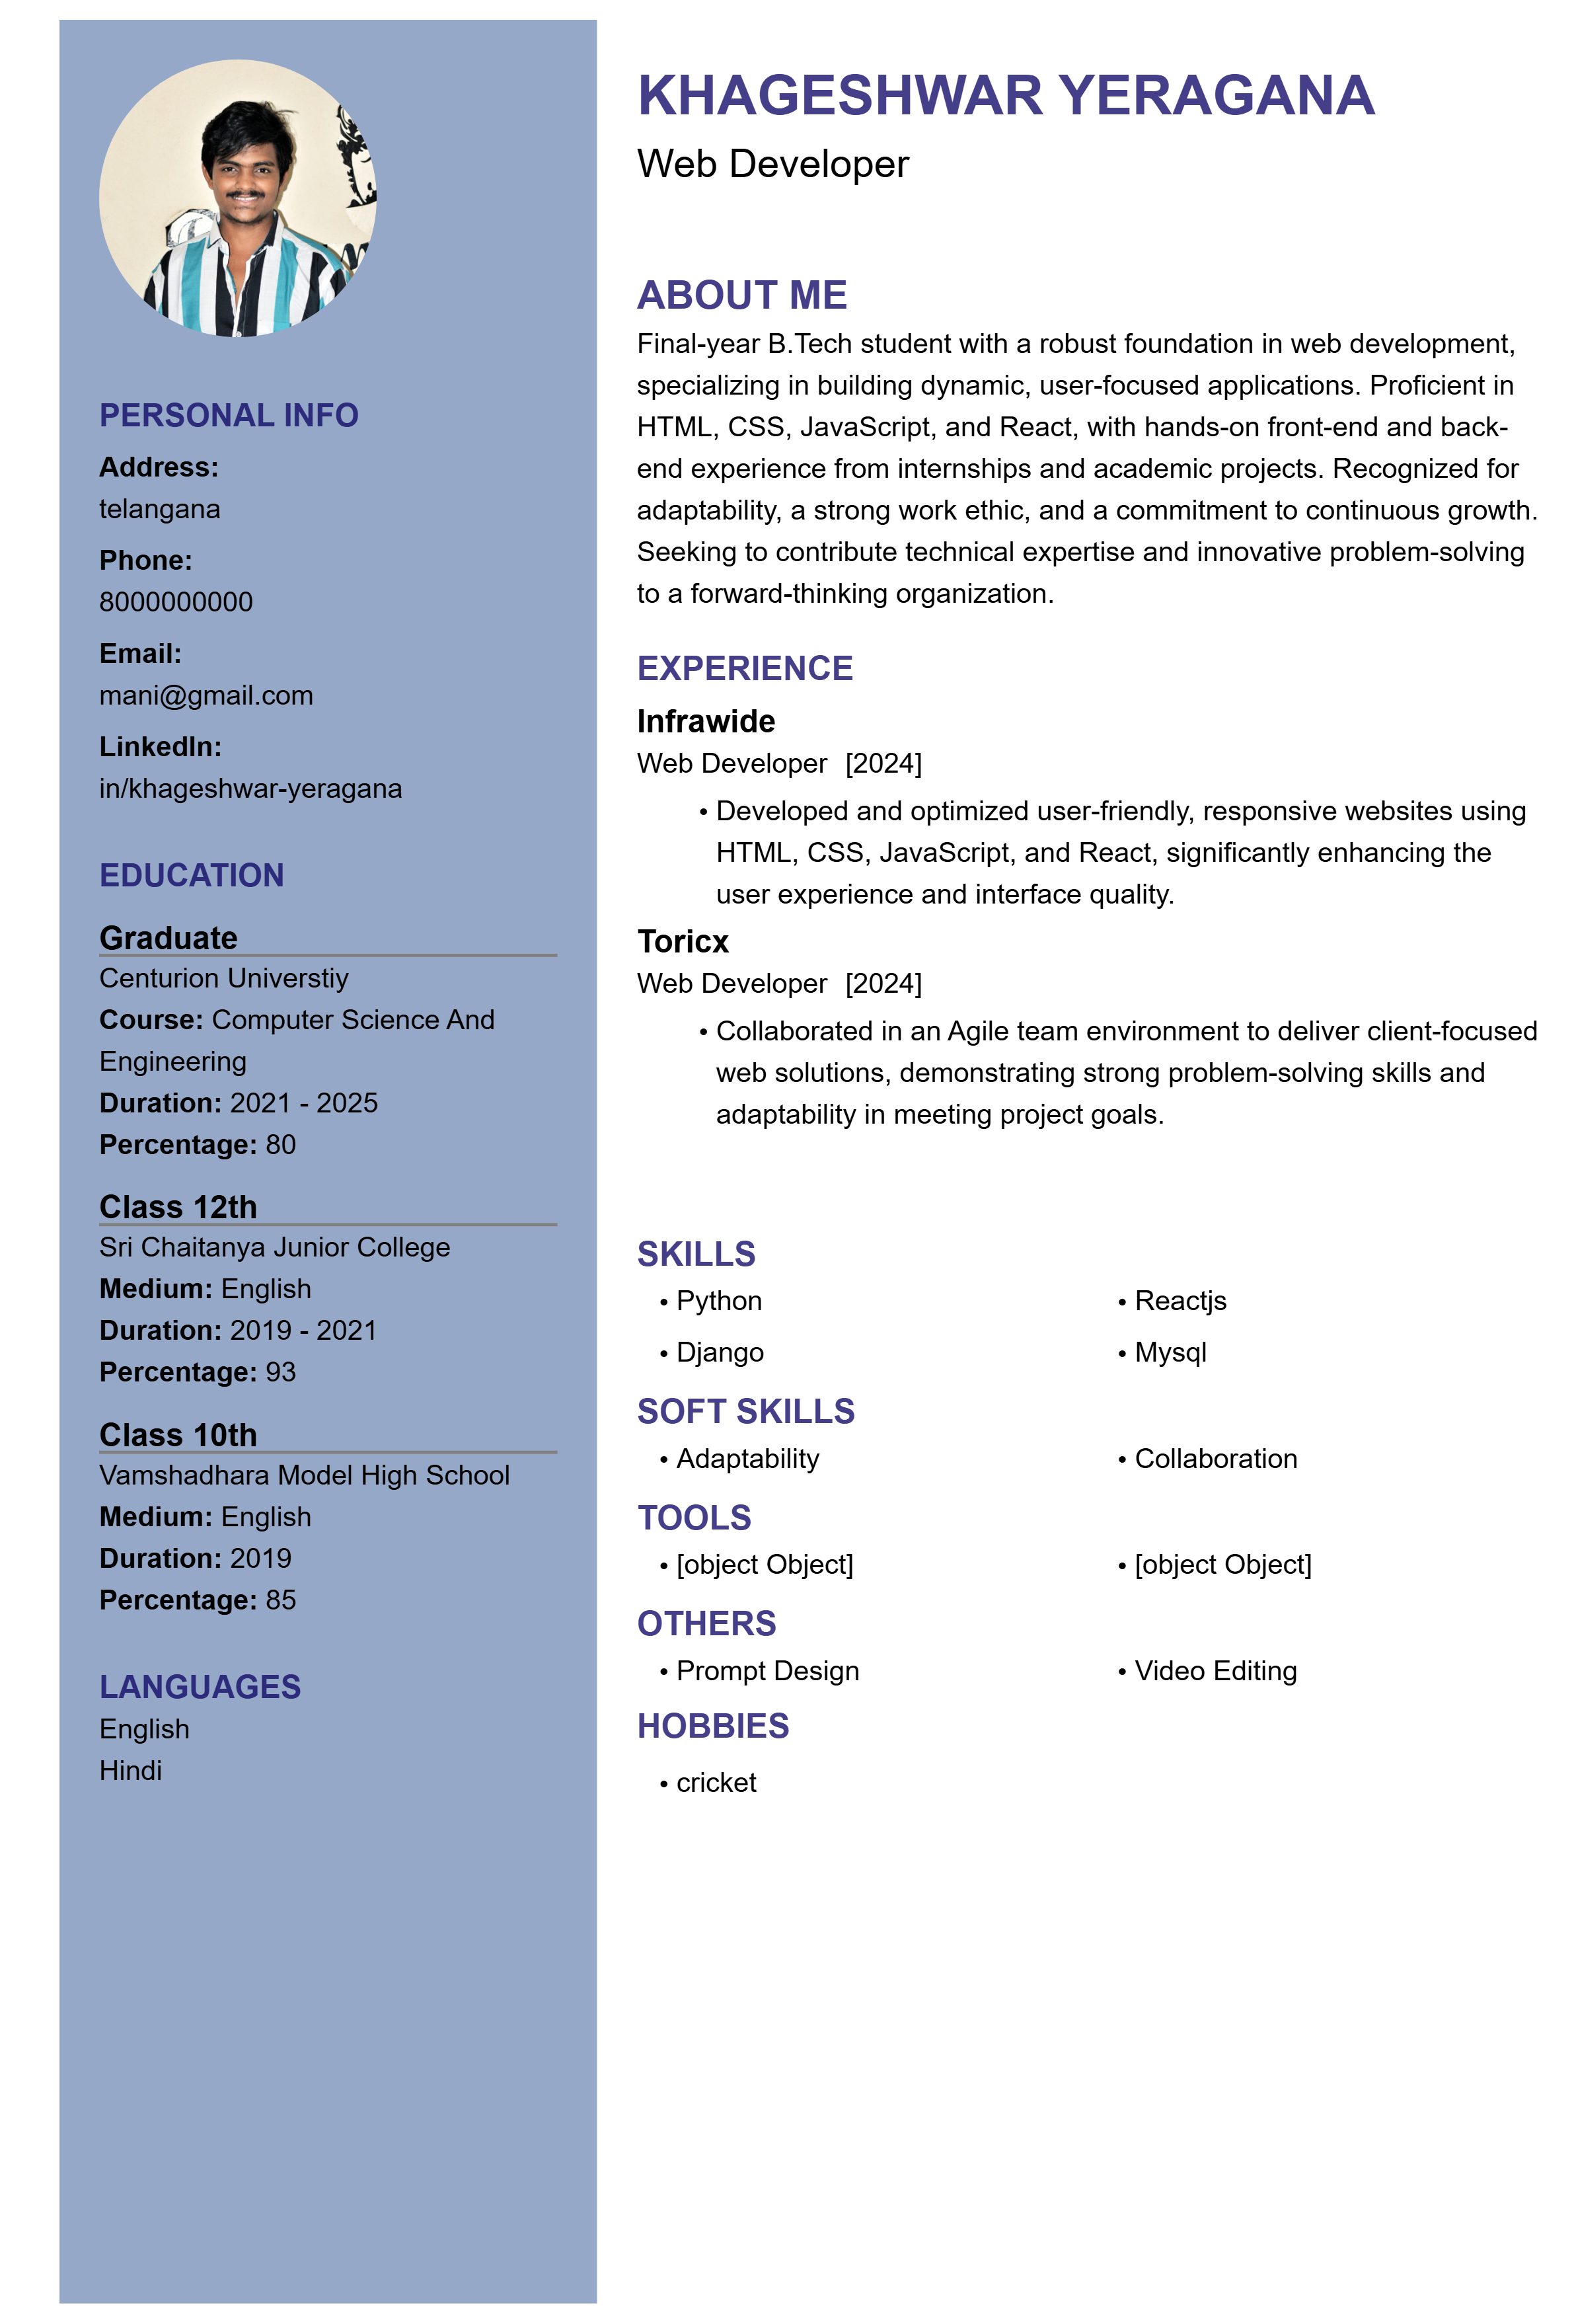 PERSONAL INFO
Address:
telangana
Phone:
8000000000
Email:
mani@gmail.com
LinkedIn:
in/khageshwar-yeragana
EDUCATION
Graduate
Centurion Universtiy
Course: Computer Science And
Engineering
Duration: 2021 - 2025
Percentage: 80
Class 12th
Sri Chaitanya Junior College
Medium: English
Duration: 2019 - 2021
Percentage: 93
Class 10th
Vamshadhara Model High School
Medium: English
Duration: 2019
Percentage: 85
LANGUAGES
English
Hindi
KHAGESHWAR YERAGANA
Web Developer
ABOUT ME
Final-year B.Tech student with a robust foundation in web development,
specializing in building dynamic, user-focused applications. Proficient in
HTML, CSS, JavaScript, and React, with hands-on front-end and back-
end experience from internships and academic projects. Recognized for
adaptability, a strong work ethic, and a commitment to continuous growth.
Seeking to contribute technical expertise and innovative problem-solving
to a forward-thinking organization.
EXPERIENCE
Infrawide
Web Developer [2024]
• Developed and optimized user-friendly, responsive websites using
HTML, CSS, JavaScript, and React, significantly enhancing the
user experience and interface quality.
Toricx
Web Developer [2024]
• Collaborated in an Agile team environment to deliver client-focused
web solutions, demonstrating strong problem-solving skills and
adaptability in meeting project goals.
SKILLS
• Python • Reactjs
• Django • Mysql
SOFT SKILLS
• Adaptability • Collaboration
TOOLS
• [object Object] • [object Object]
OTHERS
• Prompt Design • Video Editing
HOBBIES
• cricket